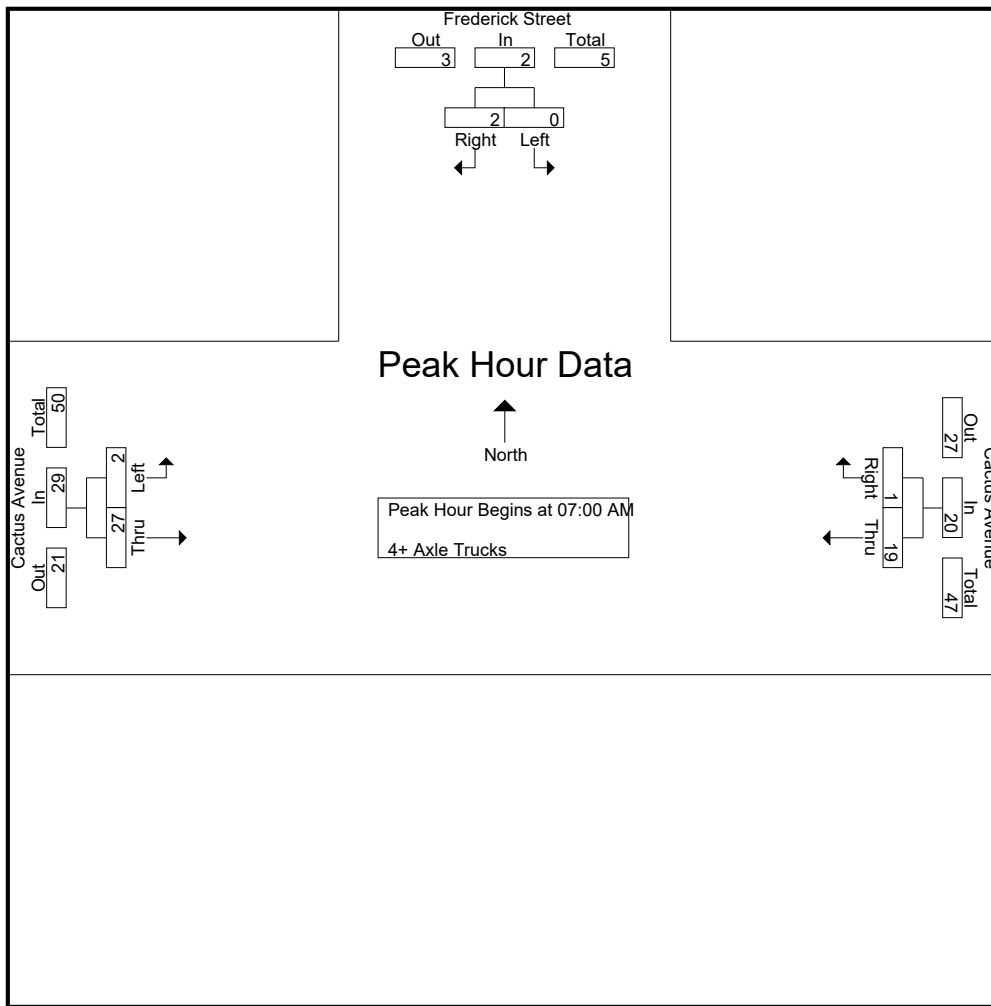 Frederick Street
Out In Total
3 2 5
2 0
Right Left
Peak Hour Data
North
Peak Hour Begins at 07:00 AM
4+ Axle Trucks
Cactus Avenue
Out In Total
21 29 50
27 2
Thru Left
Cactus Avenue
Out In Total
27 20 47
1 19
Right Thru